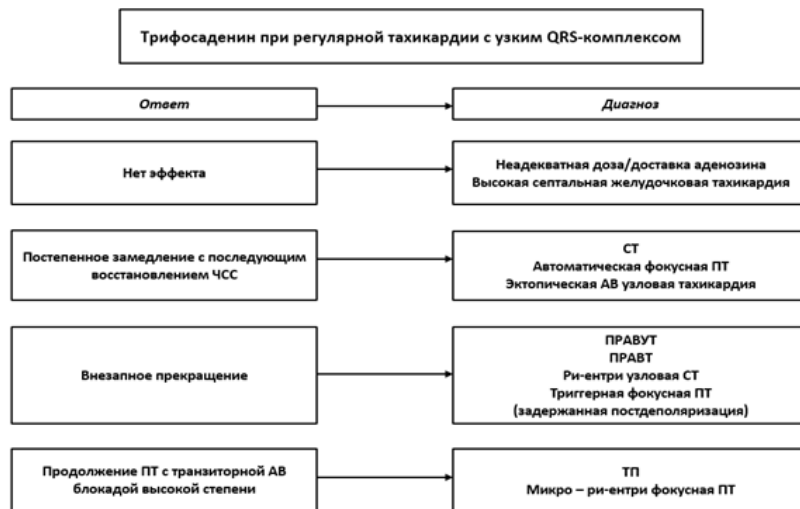 Трифосаденин при регулярной тахикардии с узким QRS-комплексом
Ответ
Диагноз
Нет эффекта
Неадекватная доза/доставка аденозина
Высокая септальная желудочковая тахикардия
Постепенное замедление с последующим
восстановлением ЧСС
СТ
Автоматическая фокусная ПТ
Эктопическая АВ узловая тахикардия
Внезапное прекращение
ПРАВУТ
ПРАВТ
Ри-ентри узловая СТ
Триггерная фокусная ПТ
(задержанная постдеполяризация)
Продолжение ПТ с транзиторной АВ
блокадой высокой степени
ТП
Микро – ри-ентри фокусная ПТ